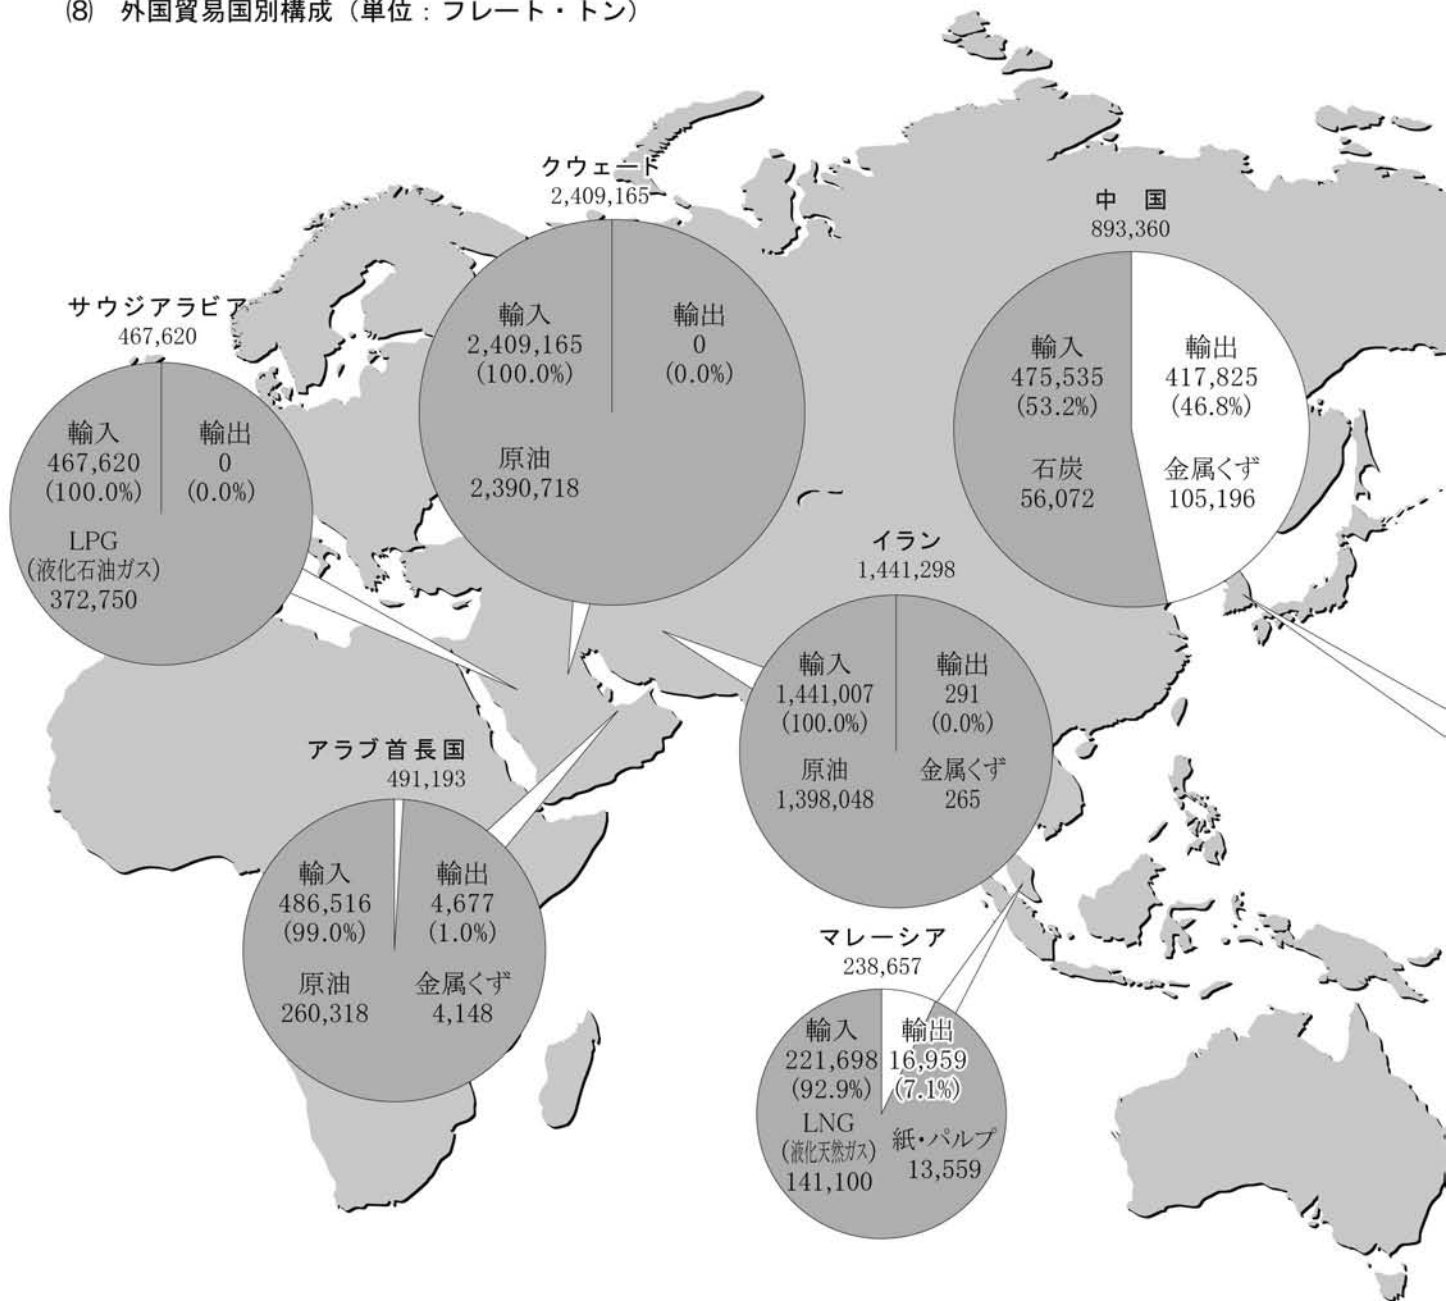 ⑻ 外国貿易国別構成（単位：フレート・トン）
クウェート
2,409,165
輸入
2,409,165
(100.0%)
輸出
0
(0.0%)
原油
2,390,718
中　国
893,360
輸入
475,535
(53.2%)
輸出
417,825
(46.8%)
石炭
56,072
金属くず
105,196
サウジアラビア
467,620
輸入
467,620
(100.0%)
輸出
0
(0.0%)
LPG
(液化石油ガス)
372,750
イラン
1,441,298
輸入
1,441,007
(100.0%)
輸出
291
(0.0%)
原油
1,398,048
金属くず
265
アラブ首長国
491,193
輸入
486,516
(99.0%)
輸出
4,677
(1.0%)
原油
260,318
金属くず
4,148
マレーシア
238,657
輸入
221,698
(92.9%)
輸出
16,959
(7.1%)
LNG
(液化天然ガス)
141,100
紙・パルプ
13,559